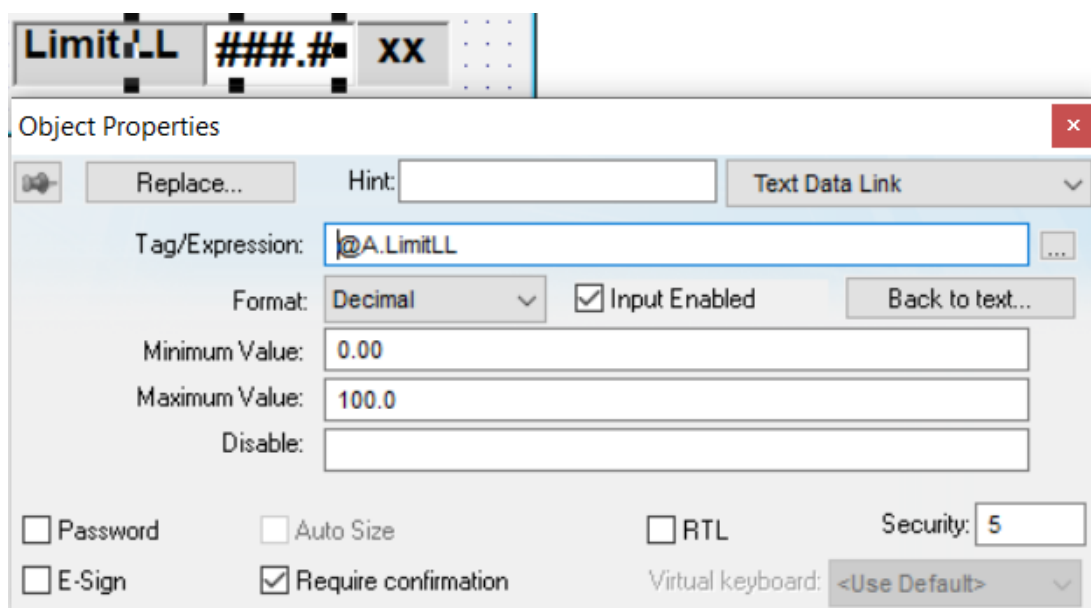 LimitLL ###.# xx
Object Properties
Replace... Hint: Text Data Link
Tag/Expression: @A.LimitLL ...
Format: Decimal Input Enabled Back to text...
Minimum Value: 0.00
Maximum Value: 100.0
Disable:
Password Auto Size RTL Security: 5
E-Sign Require confirmation Virtual keyboard: <Use Default>